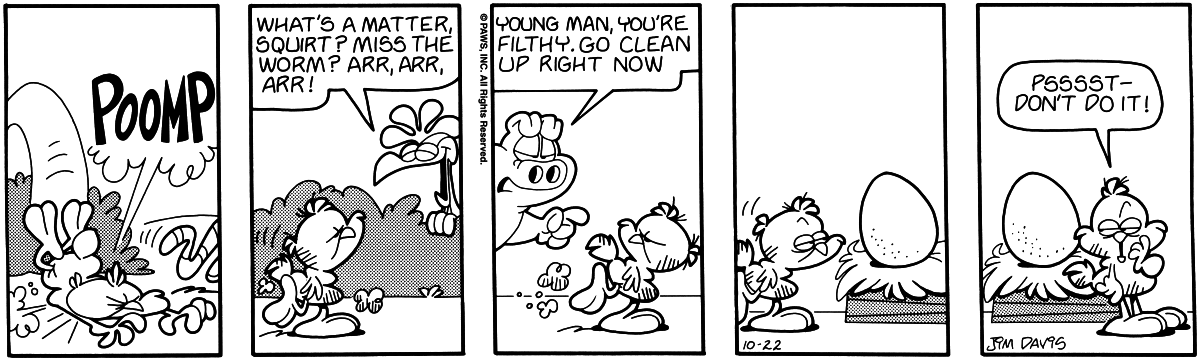 POOMP
WHAT'S A MATTER,
SQUIRT? MISS THE
WORM? ARR, ARR,
ARR!
© PAWS, INC. All Rights Reserved.
YOUNG MAN, YOU'RE
FILTHY. GO CLEAN
UP RIGHT NOW
10-22
PSSSST-
DON'T DO IT!
JIM DAVIS